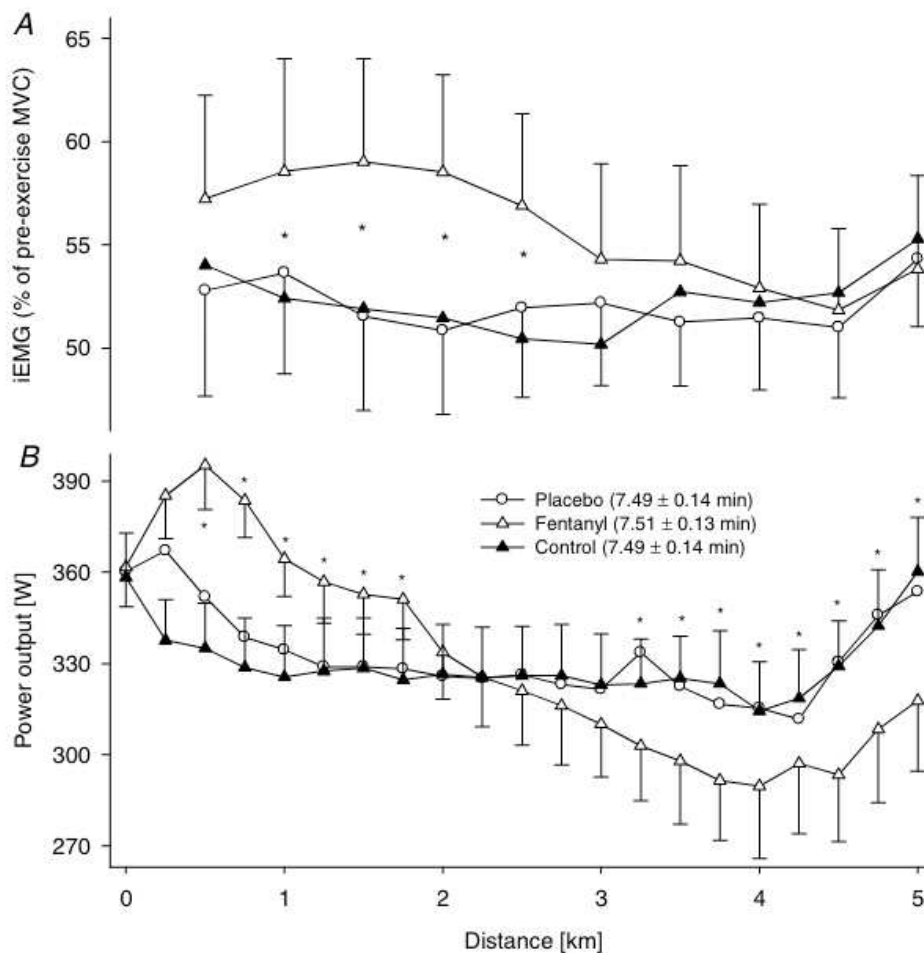 A
iEMG (% of pre-exercise MVC)
65
60
55
50
* * * *
B
Power output [W]
390
360
330
300
270
Placebo (7.49 ± 0.14 min)
Fentanyl (7.51 ± 0.13 min)
Control (7.49 ± 0.14 min)
* * * * * * * * * * * * * *
0 1 2 3 4 5
Distance [km]